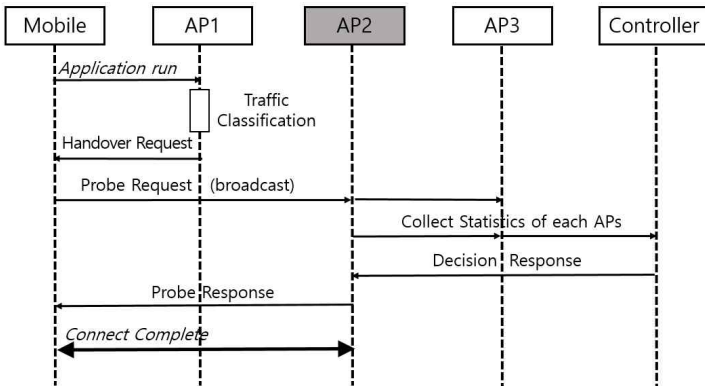 Mobile AP1 AP2 AP3 Controller
Application run
Traffic
Classification
Handover Request
Probe Request (broadcast)
Collect Statistics of each APs
Decision Response
Probe Response
Connect Complete